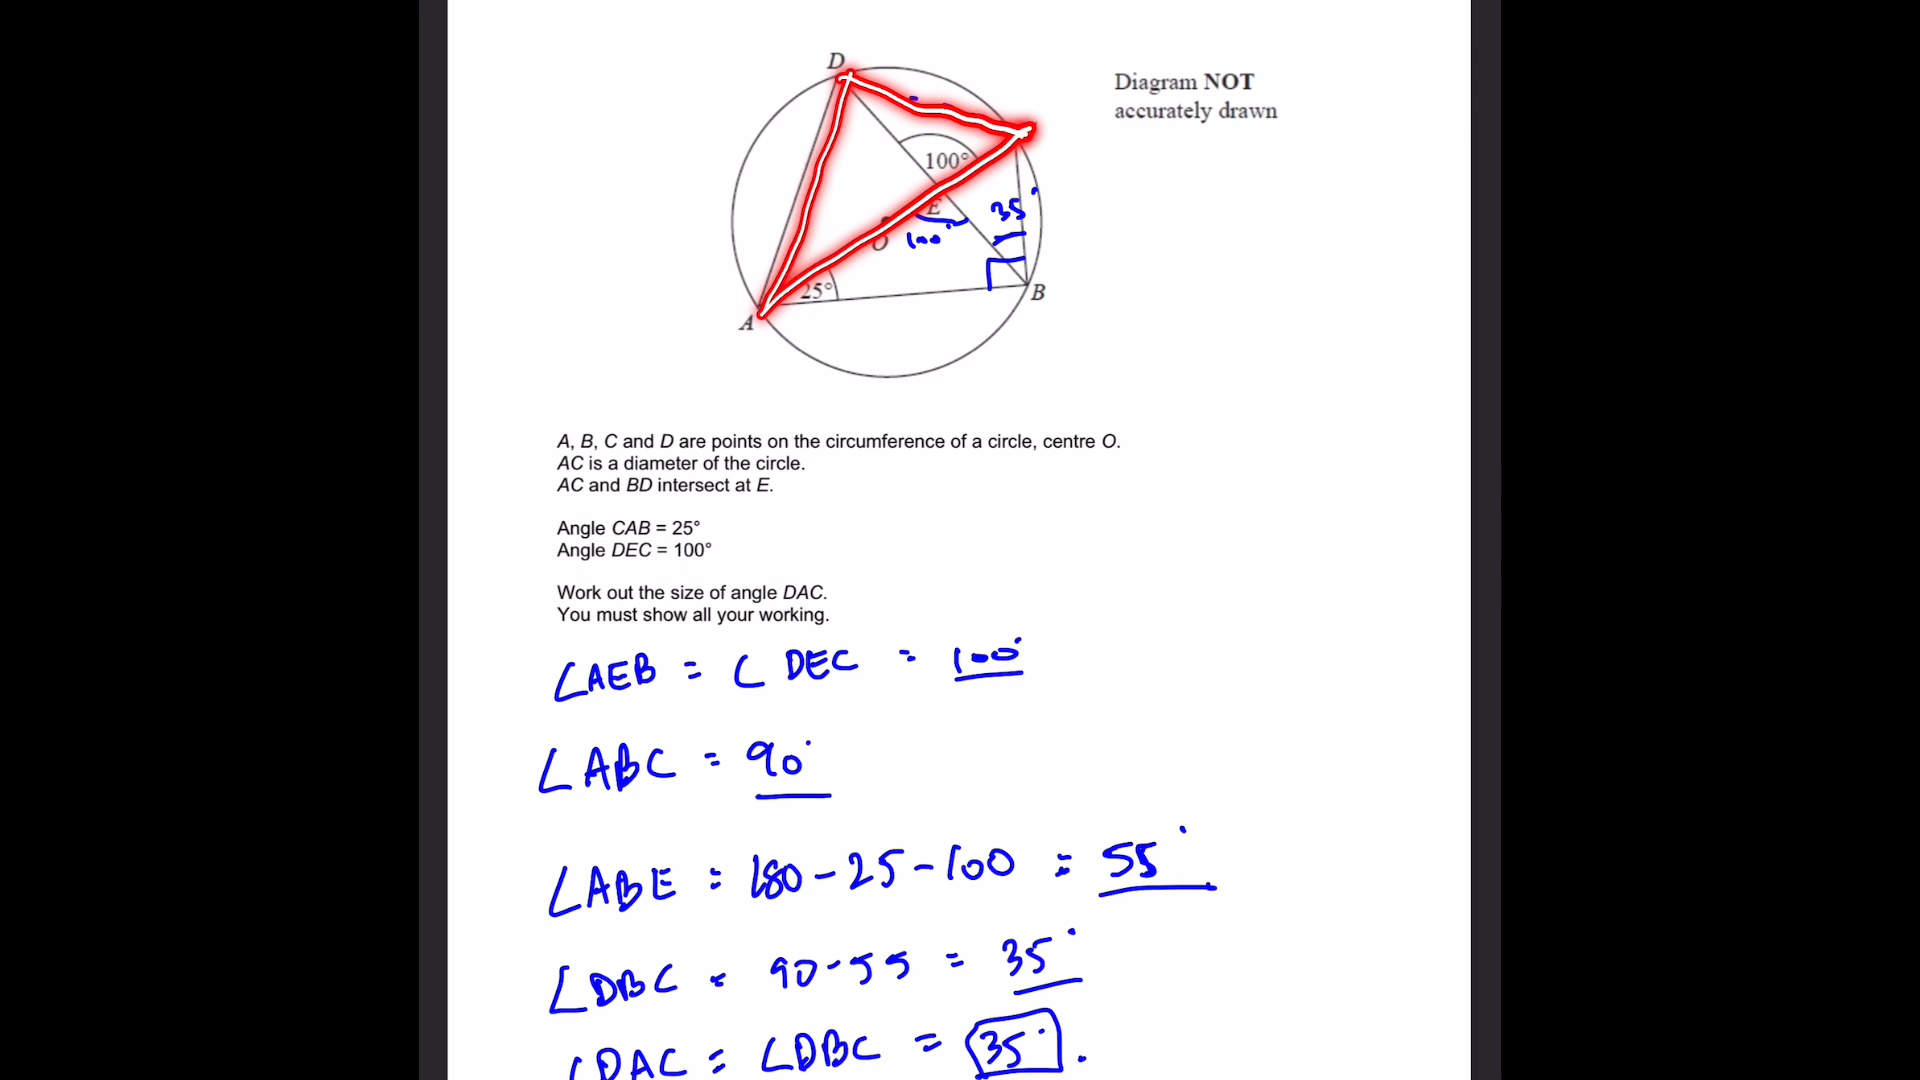 D
Diagram NOT
accurately drawn
100°
35°
E
O
100°
25°
B
A
A, B, C and D are points on the circumference of a circle, centre O.
AC is a diameter of the circle.
AC and BD intersect at E.
Angle CAB = 25°
Angle DEC = 100°
Work out the size of angle DAC.
You must show all your working.
∠AEB = ∠DEC = 100°
∠ABC = 90°
∠ABE = 180-25-100 = 55°
∠DBC = 90-55 = 35°
∠DAC = ∠DBC = 35°.